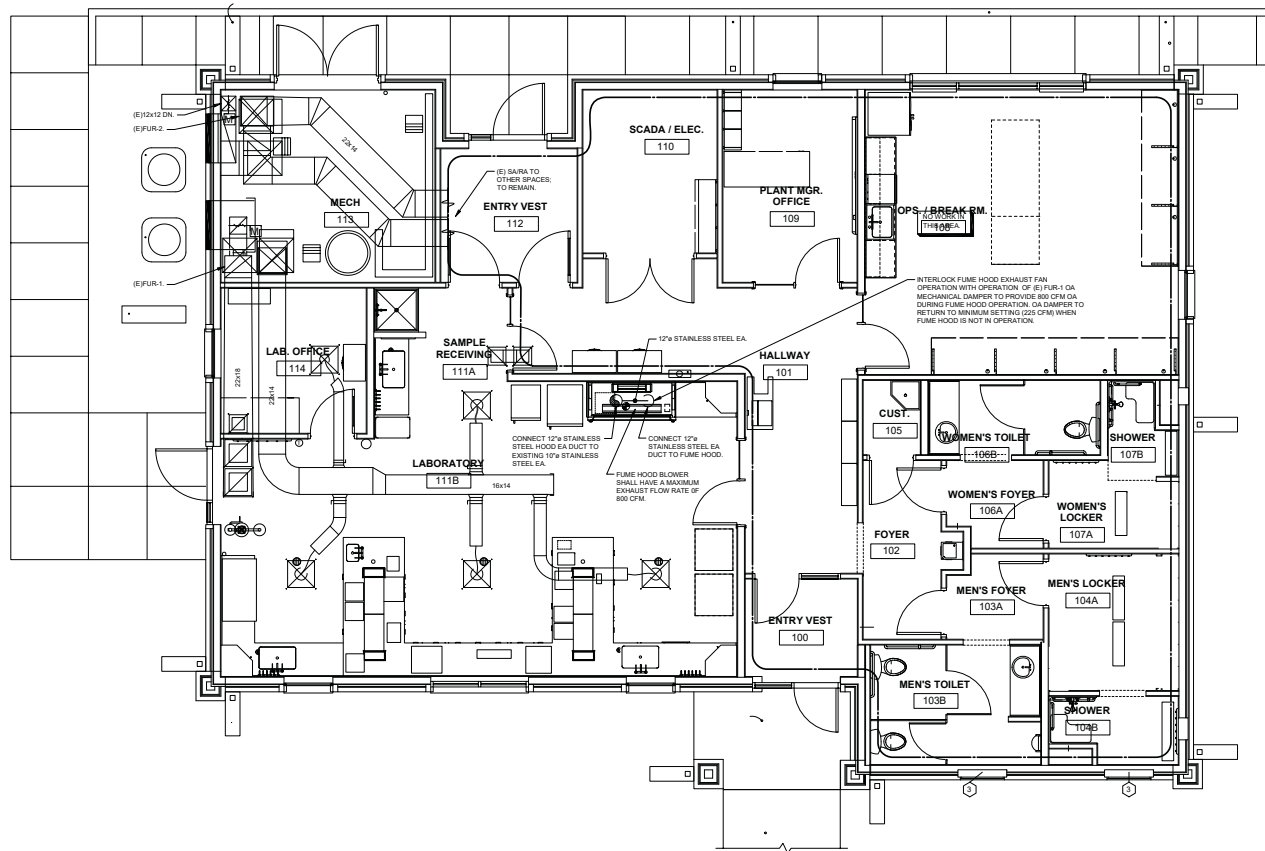 (E)12x12 DN.
(E)FUR-2.
M
22x14
MECH
113
M
(E)FUR-1.
(E) SA/RA TO
OTHER SPACES;
TO REMAIN.
ENTRY VEST
112
SCADA / ELEC.
110
PLANT MGR.
OFFICE
109
OPS. / BREAK RM.
108
NO WORK IN
THIS AREA.
INTERLOCK FUME HOOD EXHAUST FAN
OPERATION WITH OPERATION OF (E) FUR-1 OA
MECHANICAL DAMPER TO PROVIDE 800 CFM OA
DURING FUME HOOD OPERATION. OA DAMPER TO
RETURN TO MINIMUM SETTING (225 CFM) WHEN
FUME HOOD IS NOT IN OPERATION.
LAB. OFFICE
114
22x18
22x14
SAMPLE
RECEIVING
111A
12"ø STAINLESS STEEL EA.
HALLWAY
101
CONNECT 12"ø STAINLESS
STEEL HOOD EA DUCT TO
EXISTING 10"ø STAINLESS
STEEL EA.
CONNECT 12"ø
STAINLESS STEEL EA
DUCT TO FUME HOOD.
FUME HOOD BLOWER
SHALL HAVE A MAXIMUM
EXHAUST FLOW RATE OF
800 CFM.
LABORATORY
111B
16x14
CUST.
105
WOMEN'S TOILET
106B
SHOWER
107B
WOMEN'S FOYER
106A
WOMEN'S
LOCKER
107A
FOYER
102
MEN'S FOYER
103A
MEN'S LOCKER
104A
ENTRY VEST
100
MEN'S TOILET
103B
SHOWER
104B
3
3